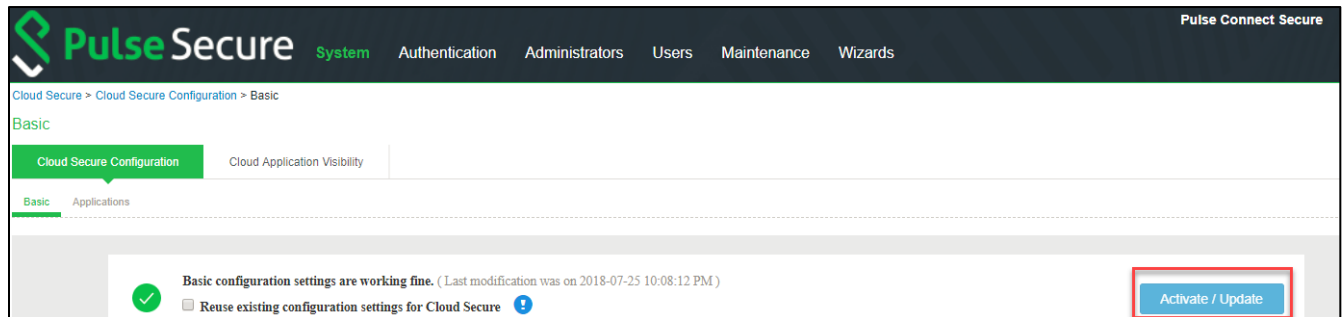 Pulse Connect Secure
Pulse Secure System Authentication Administrators Users Maintenance Wizards
Cloud Secure > Cloud Secure Configuration > Basic
Basic
Cloud Secure Configuration Cloud Application Visibility
Basic Applications
Basic configuration settings are working fine. ( Last modification was on 2018-07-25 10:08:12 PM )
Reuse existing configuration settings for Cloud Secure
Activate / Update